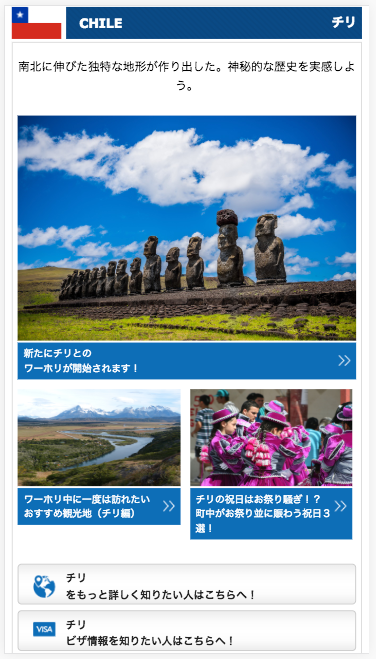 CHILE チリ
南北に伸びた独特な地形が作り出した。神秘的な歴史を実感しよ
う。
新たにチリとの
ワーホリが開始されます！
ワーホリ中に一度は訪れたい
おすすめ観光地（チリ編）
チリの祝日はお祭り騒ぎ！？
町中がお祭り並に賑わう祝日３
選！
チリ
をもっと詳しく知りたい人はこちらへ！
VISA チリ
ビザ情報を知りたい人はこちらへ！